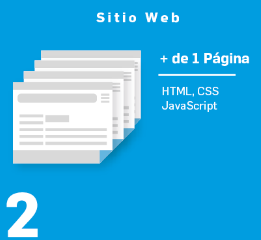 Sitio Web
+ de 1 Página
HTML, CSS
JavaScript
2